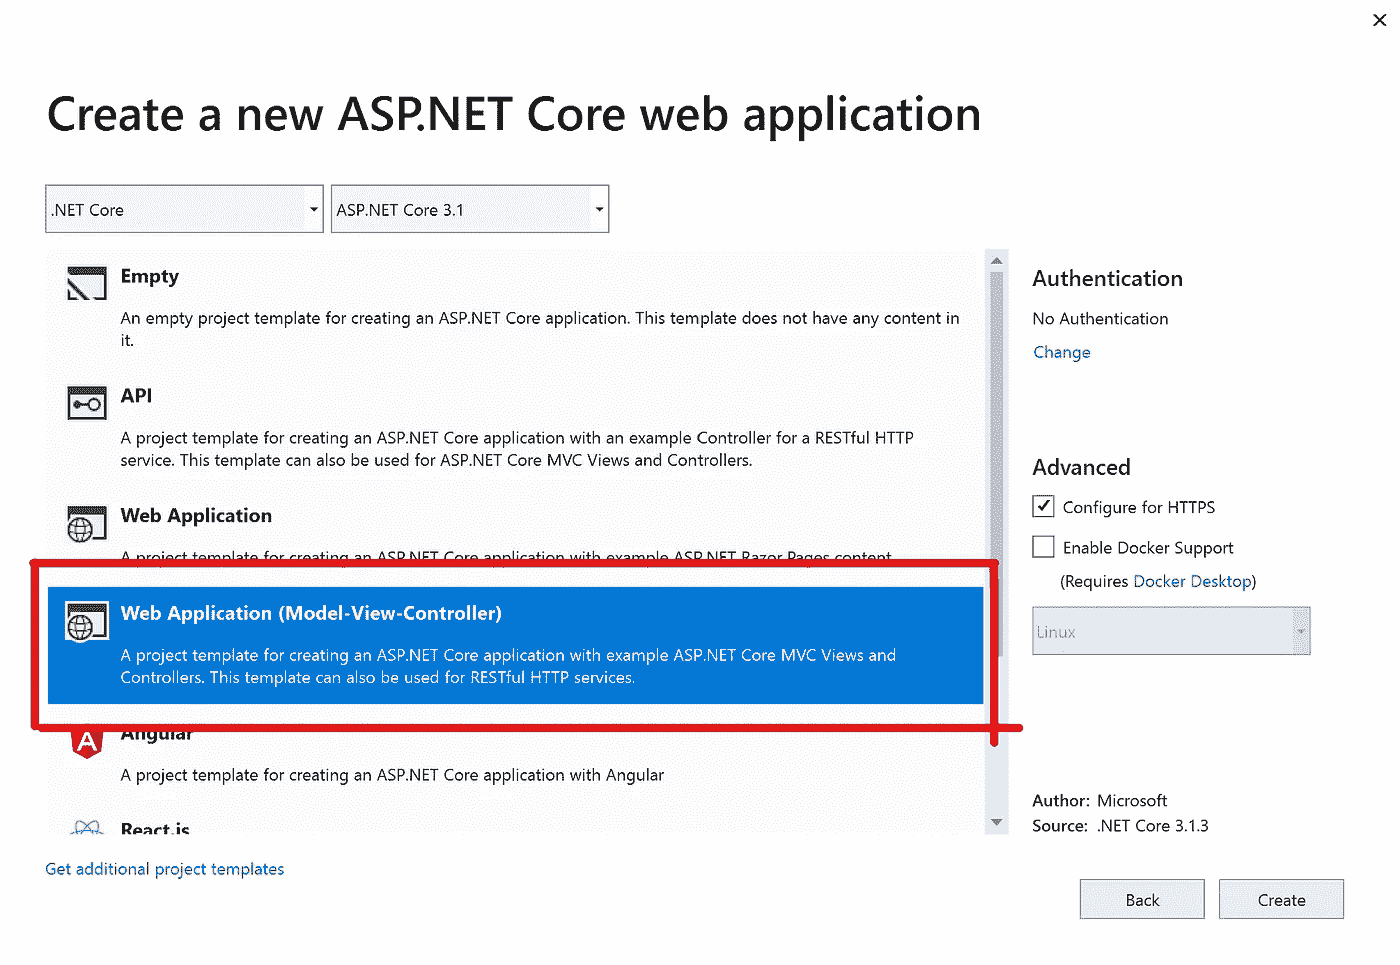 Create a new ASP.NET Core web application
.NET Core
ASP.NET Core 3.1
Empty
An empty project template for creating an ASP.NET Core application. This template does not have any content in
it.
API
A project template for creating an ASP.NET Core application with an example Controller for a RESTful HTTP
service. This template can also be used for ASP.NET Core MVC Views and Controllers.
Web Application
A project template for creating an ASP.NET Core application with example ASP.NET Razor Pages content
Web Application (Model-View-Controller)
A project template for creating an ASP.NET Core application with example ASP.NET Core MVC Views and
Controllers. This template can also be used for RESTful HTTP services.
Angular
A project template for creating an ASP.NET Core application with Angular
React.js
Get additional project templates
Authentication
No Authentication
Change
Advanced
Configure for HTTPS
Enable Docker Support
(Requires Docker Desktop)
Linux
Author: Microsoft
Source: .NET Core 3.1.3
Back
Create